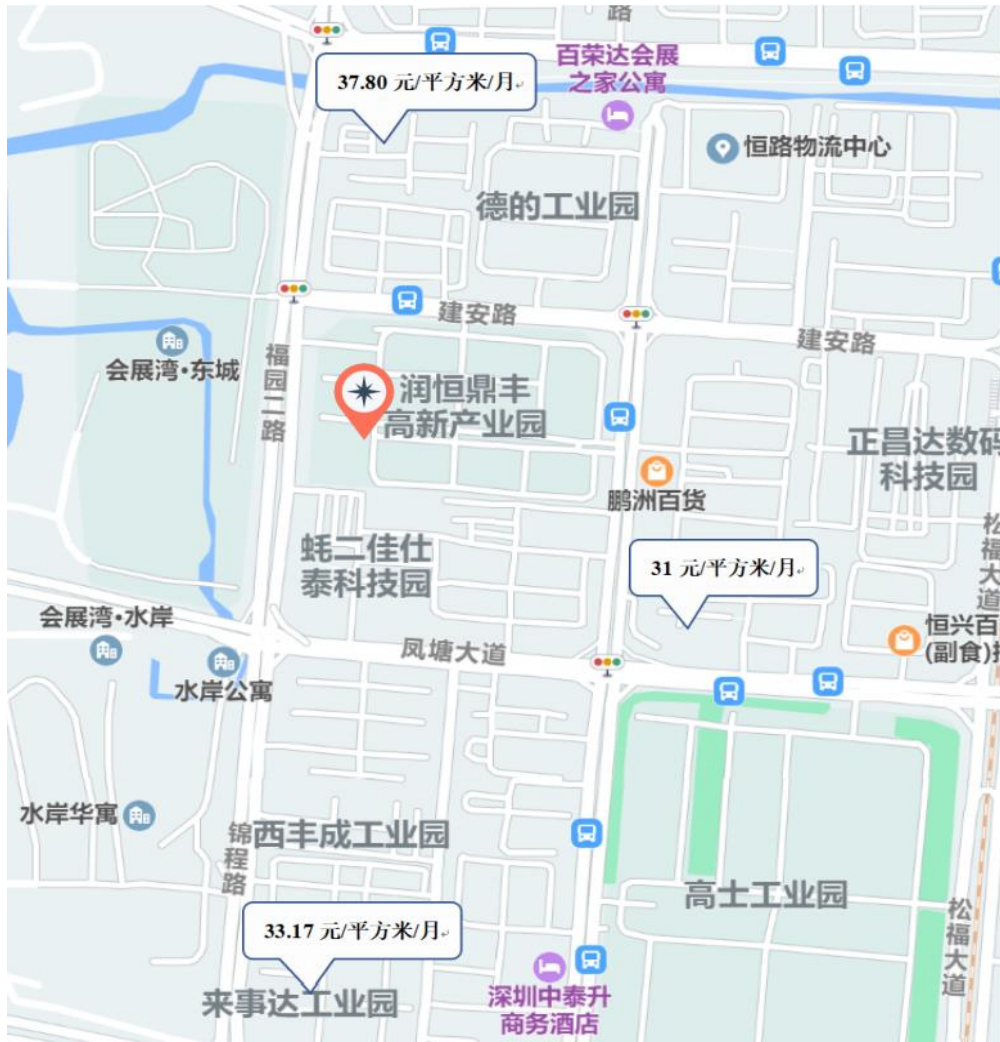 路
百荣达会展
之家公寓
37.80 元/平方米/月
恒路物流中心
德的工业园
建安路
建安路
会展湾·东城
福园二路
润恒鼎丰
高新产业园
正昌达数码
科技园
鹏洲百货
松福大道
蚝二佳仕
泰科技园
31 元/平方米/月
会展湾·水岸
凤塘大道
恒兴百
(副食)
水岸公寓
水岸华寓
锦程路
西丰成工业园
高士工业园
松福大道
33.17 元/平方米/月
来事达工业园
深圳中泰升
商务酒店